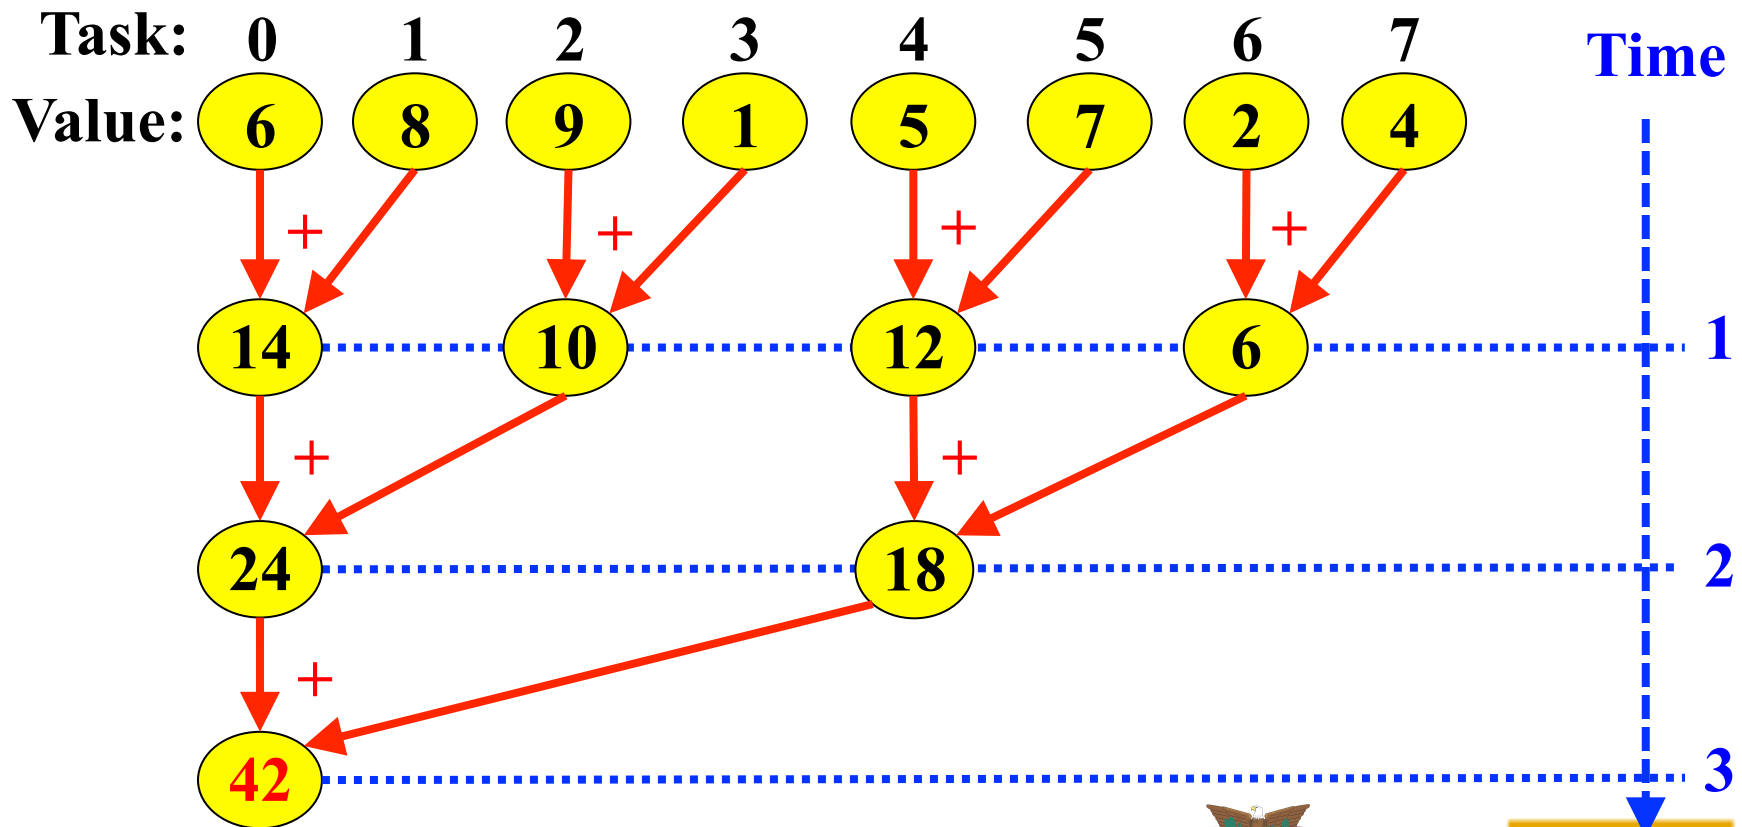 Task: 0 1 2 3 4 5 6 7
Time
Value: 6 8 9 1 5 7 2 4
+ + + +
14 10 12 6 1
+ +
24 18 2
+
42 3